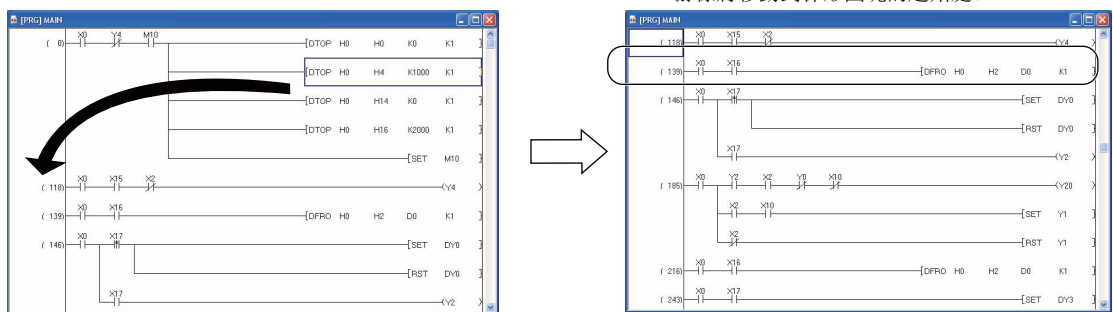 [PRG] MAIN
X0 Y4 M10
( 0) [DTOP H0 H0 K0 K1 ]
[DTOP H0 H4 K1000 K1 ]
[DTOP H0 H14 K0 K1 ]
[DTOP H0 H16 K2000 K1 ]
[SET M10 ]
X0 X15 X2
( 118) (Y4 )
X0 X16
( 139) [DFRO H0 H2 D0 K1 ]
X0 X17
( 146) [SET DY0 ]
[RST DY0 ]
X17
(Y2 )
[PRG] MAIN
X0 X15 X2
( 118) (Y4 )
X0 X16
( 139) [DFRO H0 H2 D0 K1 ]
X0 X17
( 146) [SET DY0 ]
[RST DY0 ]
X17
(Y2 )
X0 Y2 X2 Y0 X10
( 185) (Y20 )
X2 X10
[SET Y1 ]
X2
[RST Y1 ]
X0 X16
( 216) [DFRO H0 H2 D0 K1 ]
X0 X17
( 243) [SET DY3 ]